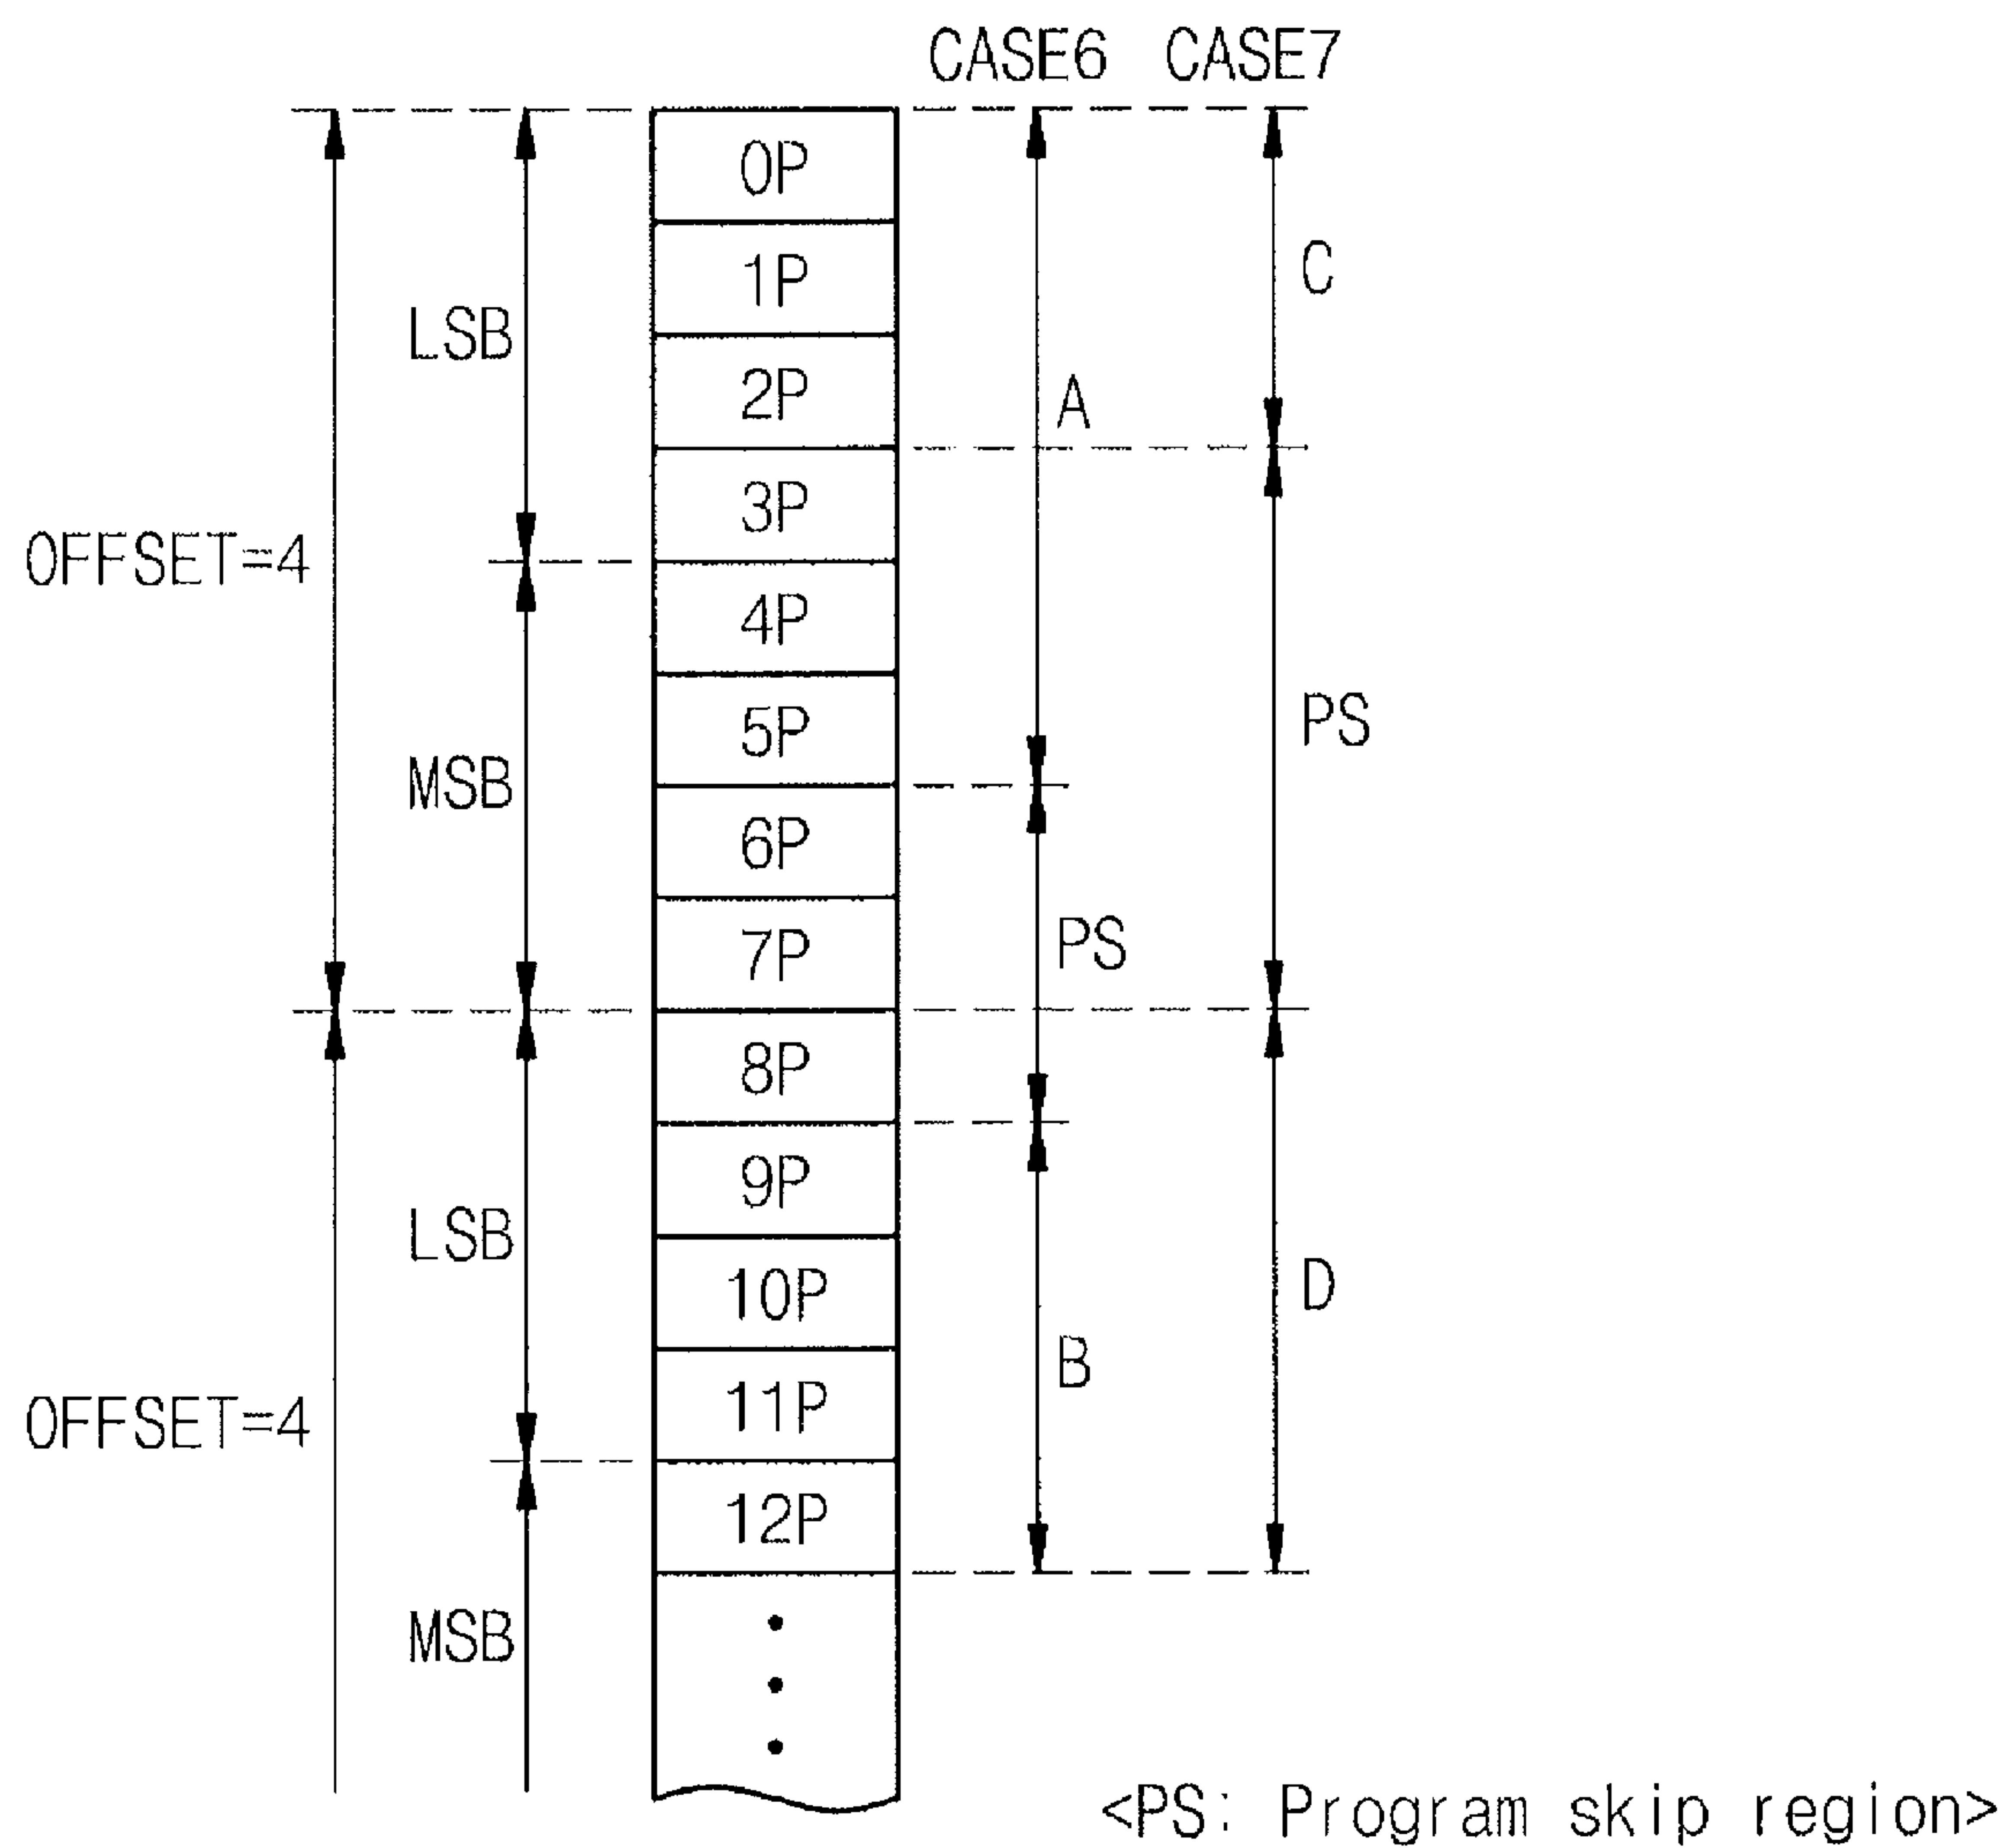 CASE6 CASE7
0P
1P
C
LSB
2P
A
3P
OFFSET=4
4P
5P
PS
MSB
6P
7P
PS
8P
9P
LSB
10P
D
B
11P
OFFSET=4
12P
MSB
<PS: Program skip region>